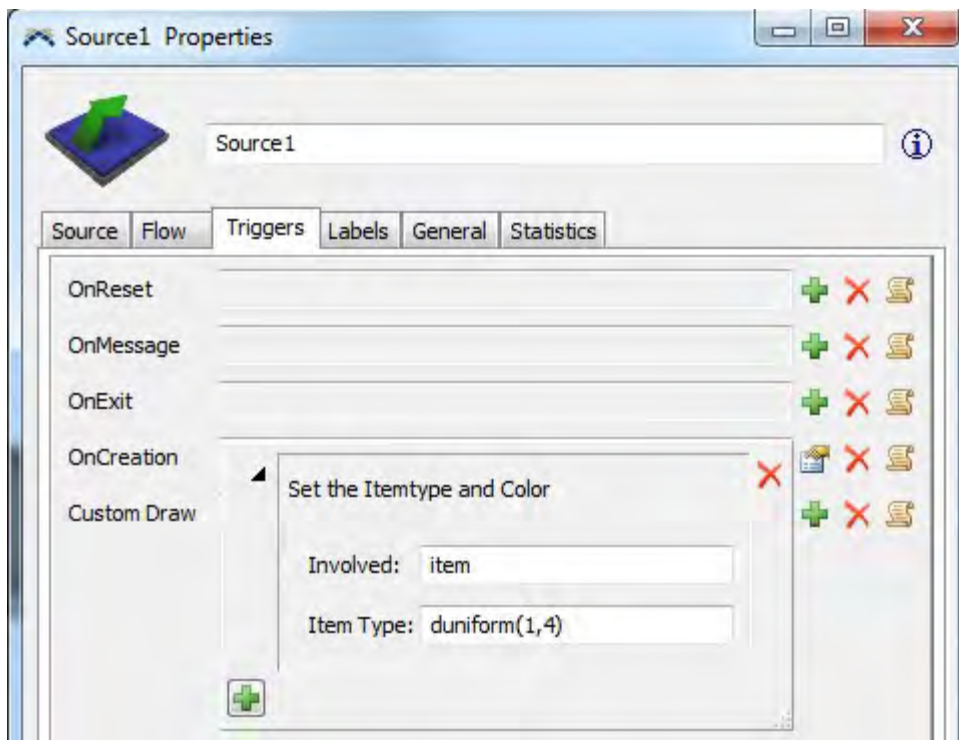 Source1 Properties
Source1
Source Flow Triggers Labels General Statistics
OnReset
OnMessage
OnExit
OnCreation
Set the Itemtype and Color
Custom Draw
Involved: item
Item Type: duniform(1,4)